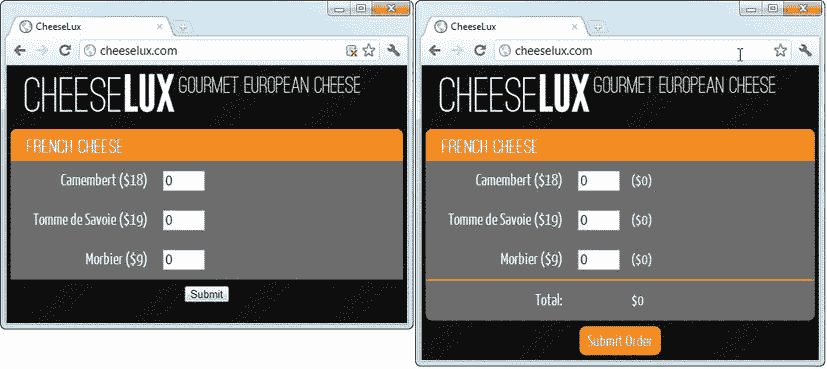 CheeseLux
cheeselux.com
CHEESELUX GOURMET EUROPEAN CHEESE
FRENCH CHEESE
Camembert ($18) 0
Tomme de Savoie ($19) 0
Morbier ($9) 0
Submit
CheeseLux
cheeselux.com
CHEESELUX GOURMET EUROPEAN CHEESE
FRENCH CHEESE
Camembert ($18) 0 ($0)
Tomme de Savoie ($19) 0 ($0)
Morbier ($9) 0 ($0)
Total: $0
Submit Order